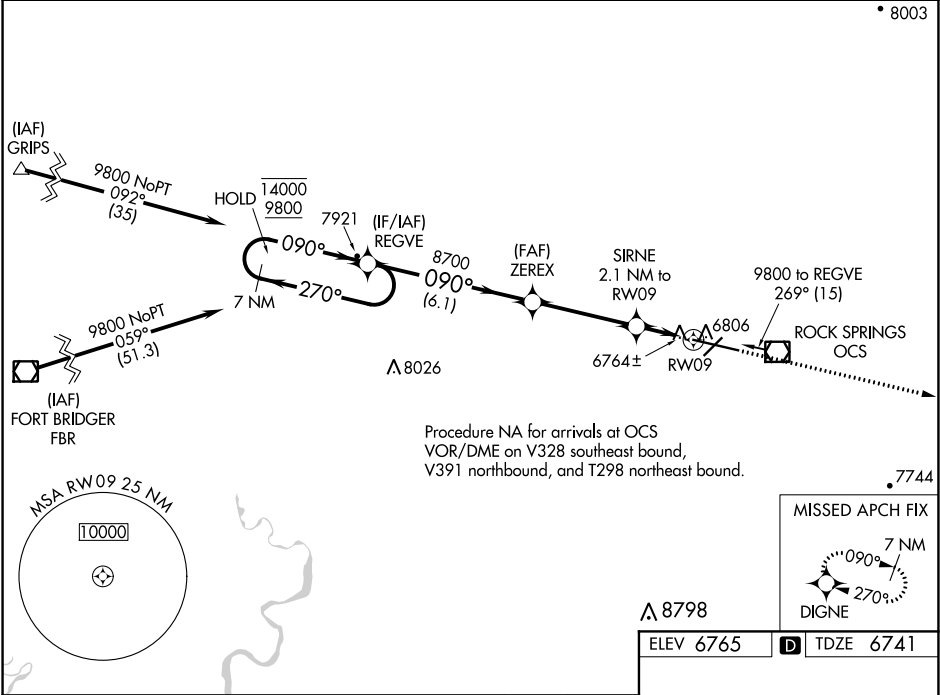 8003
(IAF)
GRIPS
9800 NoPT
092°
(35)
HOLD
14000
9800
7921
(IF/IAF)
REGVE
090°
270°
7 NM
8700
090°
(6.1)
(FAF)
ZEREX
SIRNE
2.1 NM to
RW09
9800 to REGVE
269° (15)
6806
ROCK SPRINGS
OCS
6764±
RW09
9800 NoPT
059°
(51.3)
(IAF)
FORT BRIDGER
FBR
8026
Procedure NA for arrivals at OCS
VOR/DME on V328 southeast bound,
V391 northbound, and T298 northeast bound.
7744
MSA RW09 25 NM
10000
MISSED APCH FIX
7 NM
090°
270°
DIGNE
8798
ELEV 6765
D
TDZE 6741